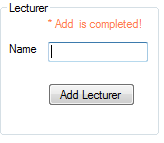 Lecturer
* Add is completed!
Name
Add Lecturer